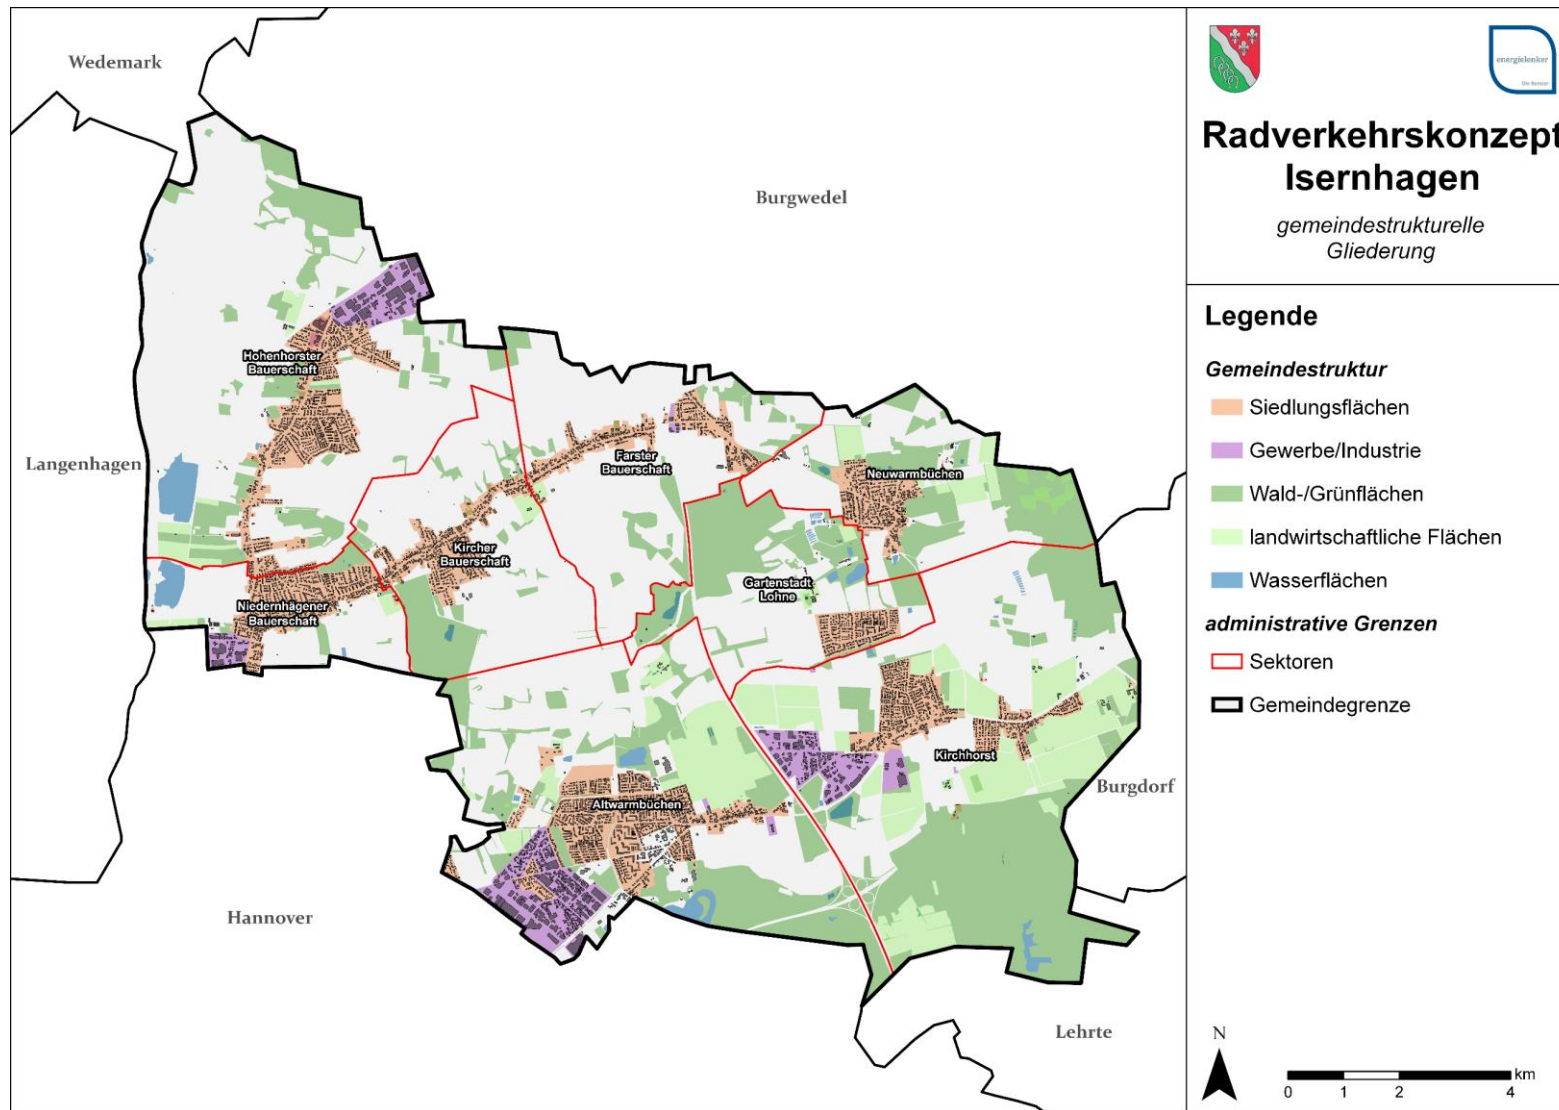 Wedemark
Burgwedel
Langenhagen
Hohenhorster
Bauerschaft
Farster
Bauerschaft
Neuwarmbüchen
Kircher
Bauerschaft
Gartenstadt
Lohne
Niedernhägener
Bauerschaft
Kirchhorst
Altwarmbüchen
Burgdorf
Hannover
Lehrte
energielenker
Radverkehrskonzept
Isernhagen
gemeindestrukturelle
Gliederung
Legende
Gemeindestruktur
Siedlungsflächen
Gewerbe/Industrie
Wald-/Grünflächen
landwirtschaftliche Flächen
Wasserflächen
administrative Grenzen
Sektoren
Gemeindegrenze
N
km
0 1 2 4